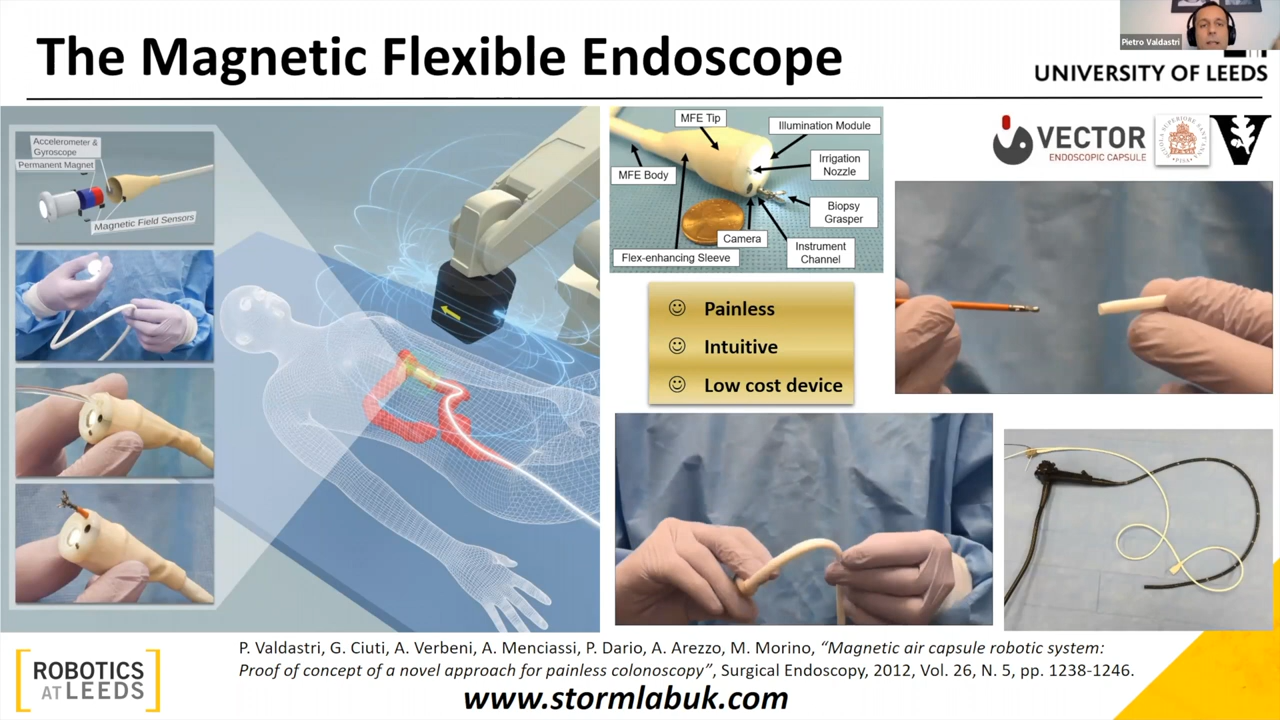 The Magnetic Flexible Endoscope
Pietro Valdastri
UNIVERSITY OF LEEDS
Accelerometer &
Gyroscope
Permanent Magnet
Magnetic Field Sensors
MFE Tip
Illumination Module
Irrigation
Nozzle
MFE Body
Biopsy
Grasper
Camera
Instrument
Channel
Flex-enhancing Sleeve
VECTOR
ENDOSCOPIC CAPSULE
V
☺ Painless
☺ Intuitive
☺ Low cost device
P. Valdastri, G. Ciuti, A. Verbeni, A. Menciassi, P. Dario, A. Arezzo, M. Morino, “Magnetic air capsule robotic system:
Proof of concept of a novel approach for painless colonoscopy”, Surgical Endoscopy, 2012, Vol. 26, N. 5, pp. 1238-1246.
ROBOTICS
AT LEEDS
www.stormlabuk.com